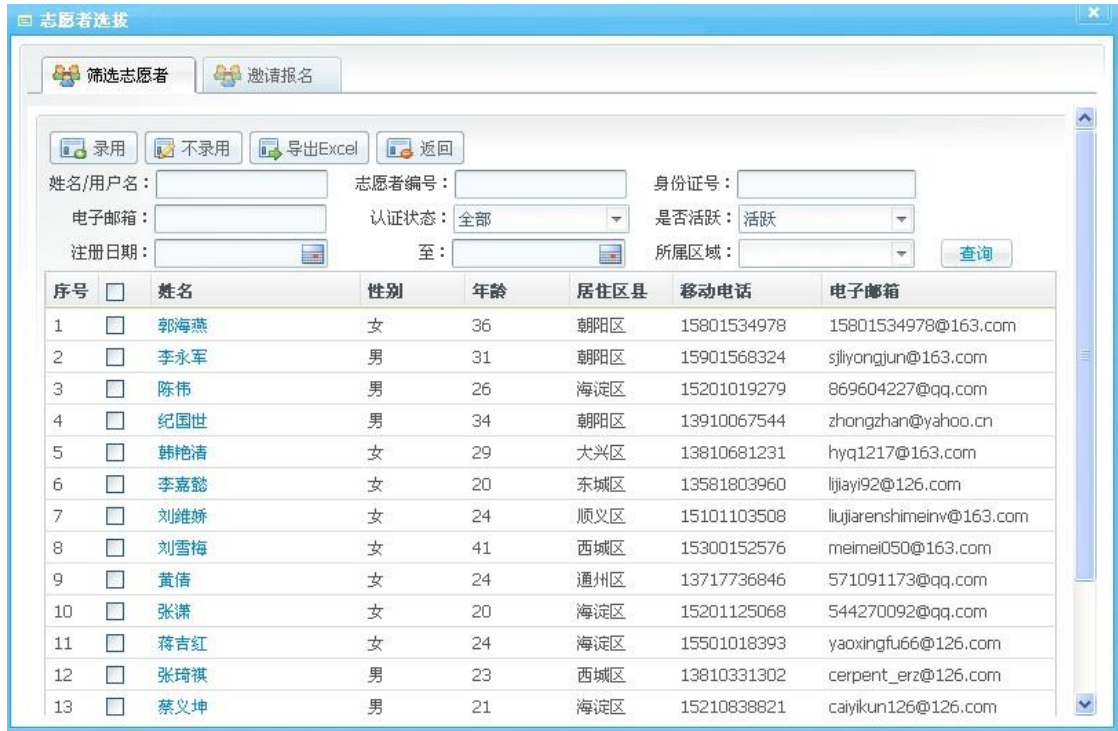 志愿者选拔
筛选志愿者 邀请报名
录用 不录用 导出Excel 返回
姓名/用户名： 志愿者编号： 身份证号：
电子邮箱： 认证状态： 全部 是否活跃： 活跃
注册日期： 至： 所属区域： 查询
序号 姓名 性别 年龄 居住区县 移动电话 电子邮箱
1 郭海燕 女 36 朝阳区 15801534978 15801534978@163.com
2 李永军 男 31 朝阳区 15901568324 sjliyongjun@163.com
3 陈伟 男 26 海淀区 15201019279 869604227@qq.com
4 纪国世 男 34 朝阳区 13910067544 zhongzhan@yahoo.cn
5 韩艳清 女 29 大兴区 13810681231 hyq1217@163.com
6 李嘉懿 女 20 东城区 13581803960 lijiayi92@126.com
7 刘维娇 女 24 顺义区 15101103508 liujiarenshimeinv@163.com
8 刘雪梅 女 41 西城区 15300152576 meimei050@163.com
9 黄倩 女 24 通州区 13717736846 571091173@qq.com
10 张潇 女 20 海淀区 15201125068 544270092@qq.com
11 蒋吉红 女 24 海淀区 15501018393 yaoxingfu66@126.com
12 张琦祺 男 23 西城区 13810331302 cerpent_erz@126.com
13 蔡义坤 男 21 海淀区 15210838821 caiyikun126@126.com